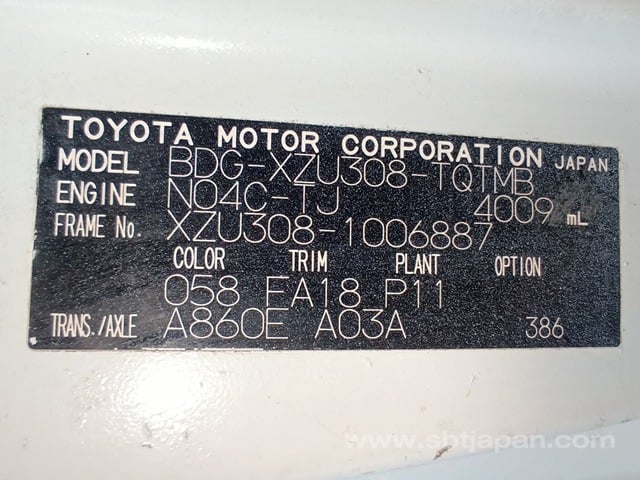 TOYOTA MOTOR CORPORATION JAPAN
MODEL BDG-XZU308-TQTMB
ENGINE N04C-TJ 4009 mL
FRAME No. XZU308-1006887
COLOR TRIM PLANT OPTION
058 FA18 P11
TRANS./AXLE A860E A03A 386
www.sbtjapan.com